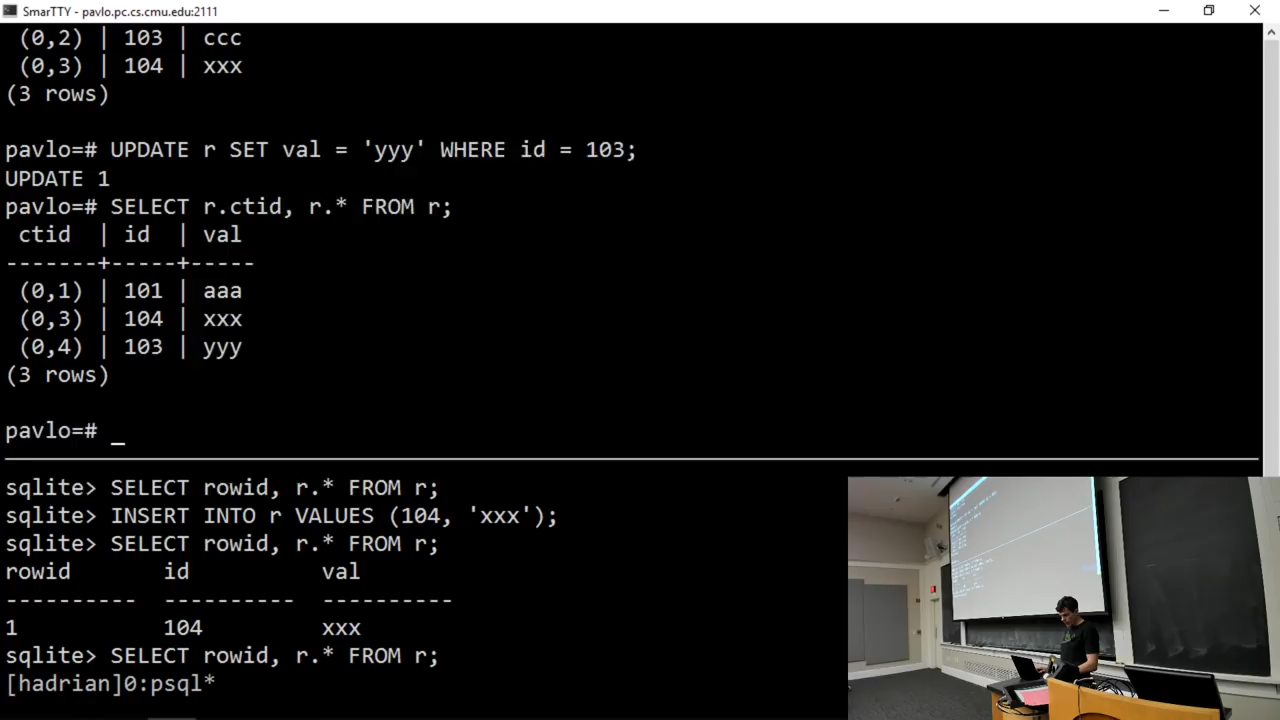 SmarTTY - pavlo.pc.cs.cmu.edu:2111
(0,2) | 103 | ccc
(0,3) | 104 | xxx
(3 rows)
pavlo=# UPDATE r SET val = 'yyy' WHERE id = 103;
UPDATE 1
pavlo=# SELECT r.ctid, r.* FROM r;
ctid | id | val
-------+-----+-----
(0,1) | 101 | aaa
(0,3) | 104 | xxx
(0,4) | 103 | yyy
(3 rows)
pavlo=# _
sqlite> SELECT rowid, r.* FROM r;
sqlite> INSERT INTO r VALUES (104, 'xxx');
sqlite> SELECT rowid, r.* FROM r;
rowid id val
---------- ---------- ----------
1 104 xxx
sqlite> SELECT rowid, r.* FROM r;
[hadrian]0:psql*